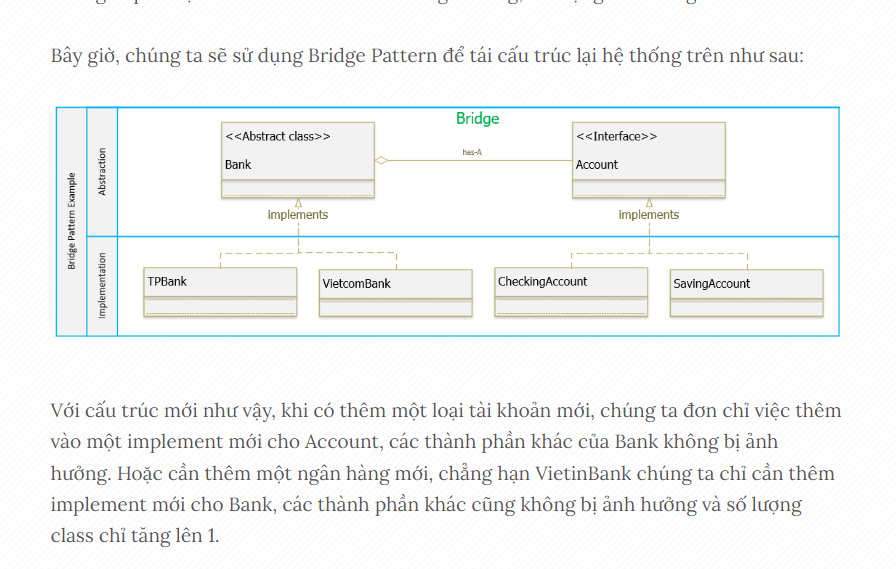 Bây giờ, chúng ta sẽ sử dụng Bridge Pattern để tái cấu trúc lại hệ thống trên như sau:
Bridge Pattern Example
Abstraction
Bridge
<<Abstract class>>
Bank
has-A
<<Interface>>
Account
implements
implements
Implementation
TPBank
VietcomBank
CheckingAccount
SavingAccount
Với cấu trúc mới như vậy, khi có thêm một loại tài khoản mới, chúng ta đơn chỉ việc thêm
vào một implement mới cho Account, các thành phần khác của Bank không bị ảnh
hưởng. Hoặc cần thêm một ngân hàng mới, chẳng hạn VietinBank chúng ta chỉ cần thêm
implement mới cho Bank, các thành phần khác cũng không bị ảnh hưởng và số lượng
class chỉ tăng lên 1.